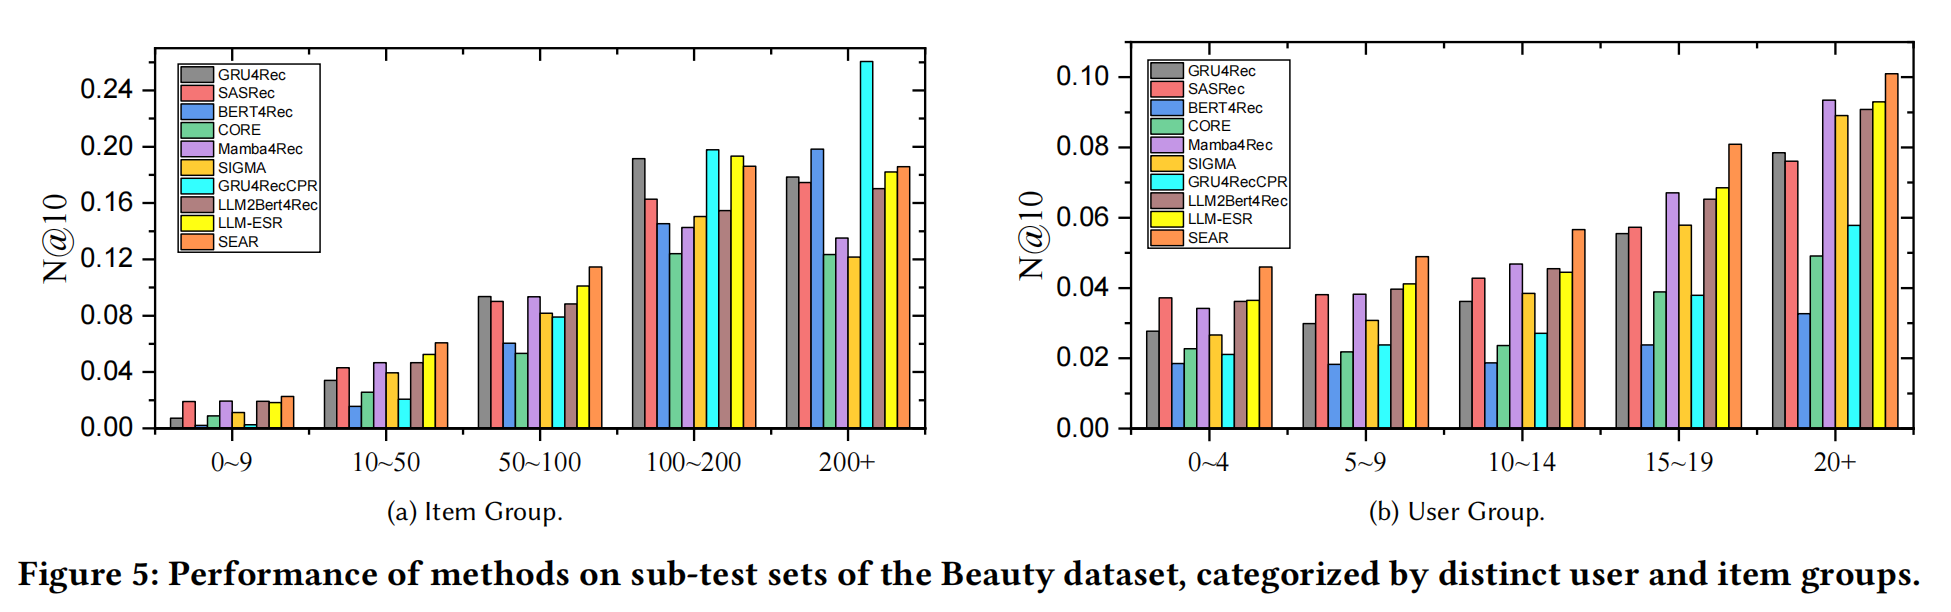 N@10
0.24
0.20
0.16
0.12
0.08
0.04
0.00
GRU4Rec
SASRec
BERT4Rec
CORE
Mamba4Rec
SIGMA
GRU4RecCPR
LLM2Bert4Rec
LLM-ESR
SEAR
0~9 10~50 50~100 100~200 200+
(a) Item Group.
N@10
0.10
0.08
0.06
0.04
0.02
0.00
GRU4Rec
SASRec
BERT4Rec
CORE
Mamba4Rec
SIGMA
GRU4RecCPR
LLM2Bert4Rec
LLM-ESR
SEAR
0~4 5~9 10~14 15~19 20+
(b) User Group.
Figure 5: Performance of methods on sub-test sets of the Beauty dataset, categorized by distinct user and item groups.